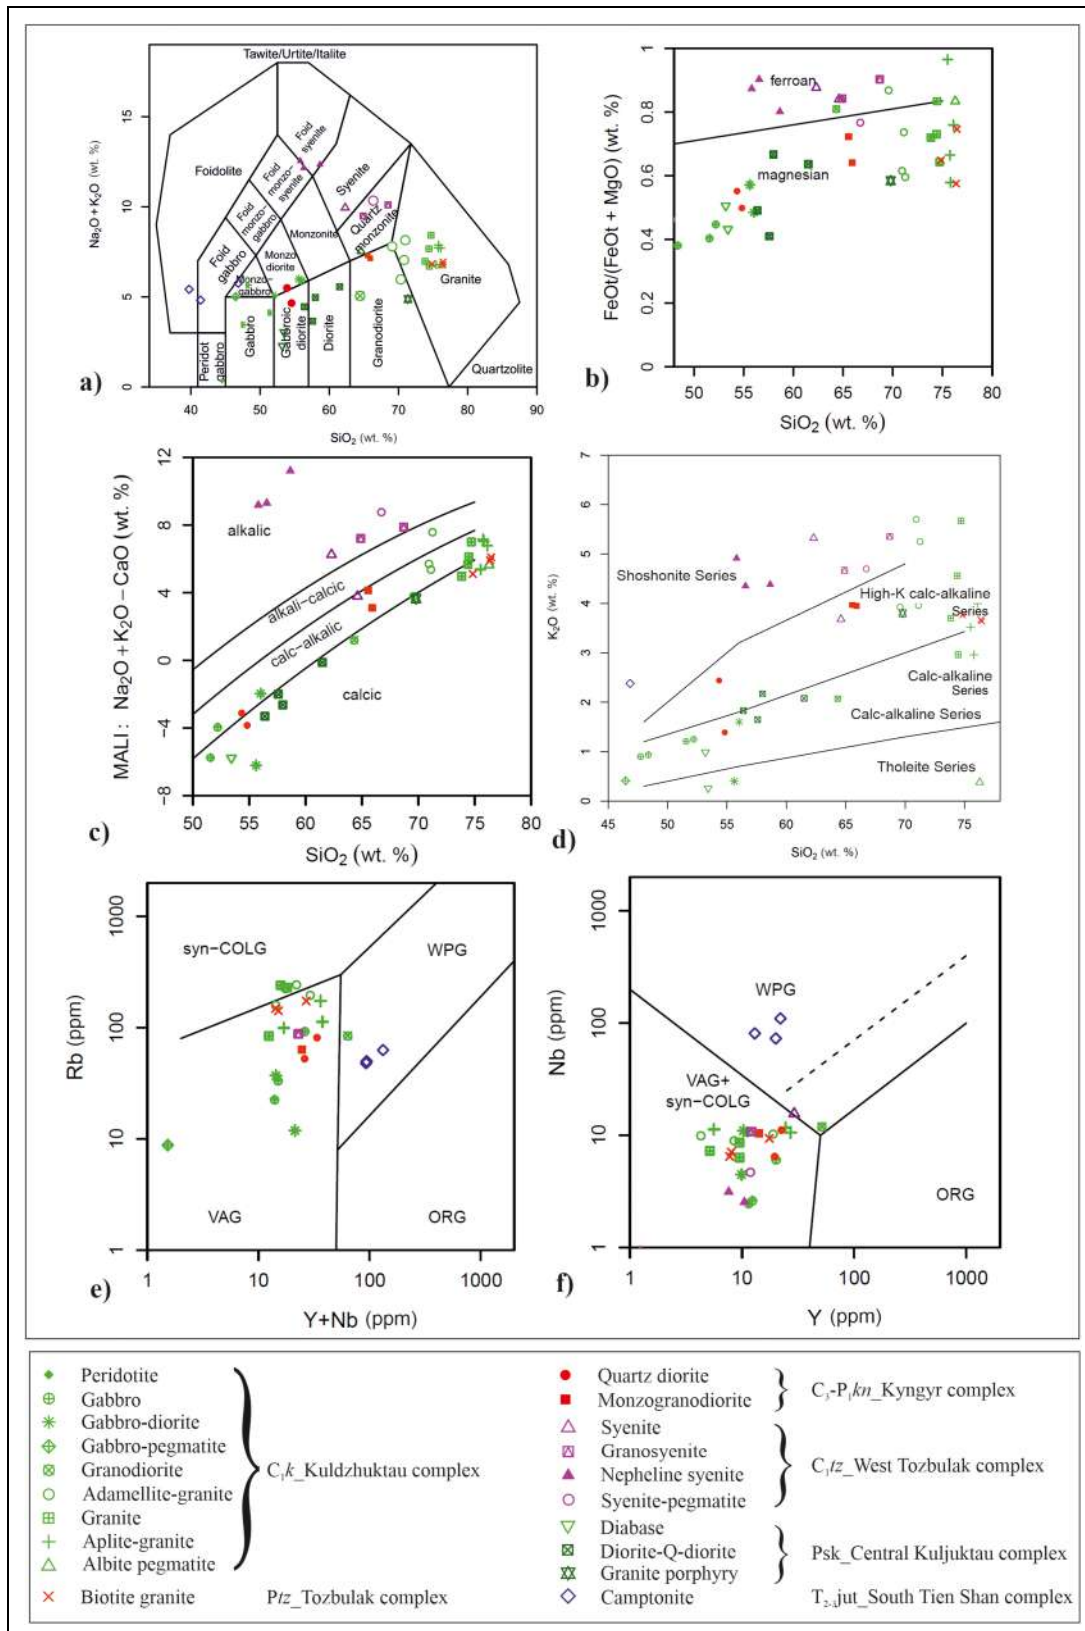 Tawite/Urtite/Italite
Foidolite
Foid
syenite
Foid
monzo-
syenite
Foid
monzo-
gabbro
Foid
gabbro
Syenite
Quartz
monzonite
Monzonite
Monzo
diorite
Monzo-
gabbro
Granite
Peridot
gabbro
Gabbro
Gabbroic
diorite
Diorite
Granodiorite
Quartzolite
Na2O + K2O (wt. %)
0 5 10 15
40 50 60 70 80 90
SiO₂ (wt. %)
a)
ferroan
magnesian
FeOt/(FeOt + MgO) (wt. %)
0 0.2 0.4 0.6 0.8 1
50 55 60 65 70 75 80
SiO₂ (wt. %)
b)
alkalic
alkali−calcic
calc−alkalic
calcic
MALI : Na₂O + K₂O − CaO (wt. %)
−8 −4 0 4 8 12
50 55 60 65 70 75 80
SiO₂ (wt. %)
c)
Shoshonite Series
High-K calc-alkaline
Series
Calc-alkaline
Series
Calc-alkaline Series
Tholeite Series
K₂O
0 1 2 3 4 5 6 7
45 50 55 60 65 70 75
SiO₂ (wt. %)
d)
syn−COLG
WPG
VAG
ORG
Rb (ppm)
1 10 100 1000
1 10 100 1000
Y+Nb (ppm)
e)
WPG
VAG+
syn−COLG
ORG
Nb (ppm)
1 10 100 1000
1 10 100 1000
Y (ppm)
f)
Peridotite
Gabbro
Gabbro-diorite
Gabbro-pegmatite
Granodiorite
Adamellite-granite
Granite
Aplite-granite
Albite pegmatite
C₁k_Kuldzhuktau complex
Biotite granite Ptz_Tozbulak complex
Quartz diorite
Monzogranodiorite
C₃-P₁kn_Kyngyr complex
Syenite
Granosyenite
Nepheline syenite
Syenite-pegmatite
C₁tz_West Tozbulak complex
Diabase
Diorite-Q-diorite
Granite porphyry
Psk_Central Kuljuktau complex
Camptonite South Tien Shan complex